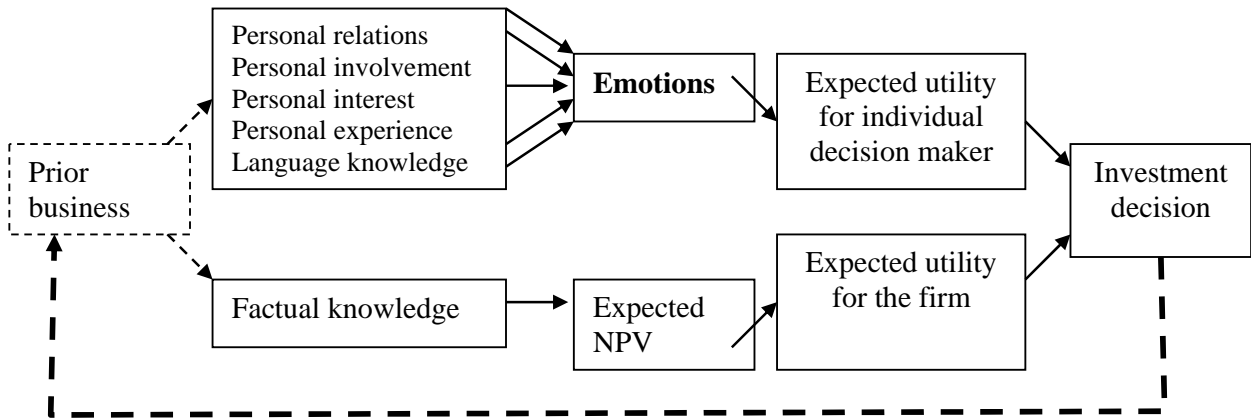 Personal relations
Personal involvement
Personal interest
Personal experience
Language knowledge
Emotions
Expected utility
for individual
decision maker
Prior
business
Investment
decision
Factual knowledge
Expected
NPV
Expected utility
for the firm